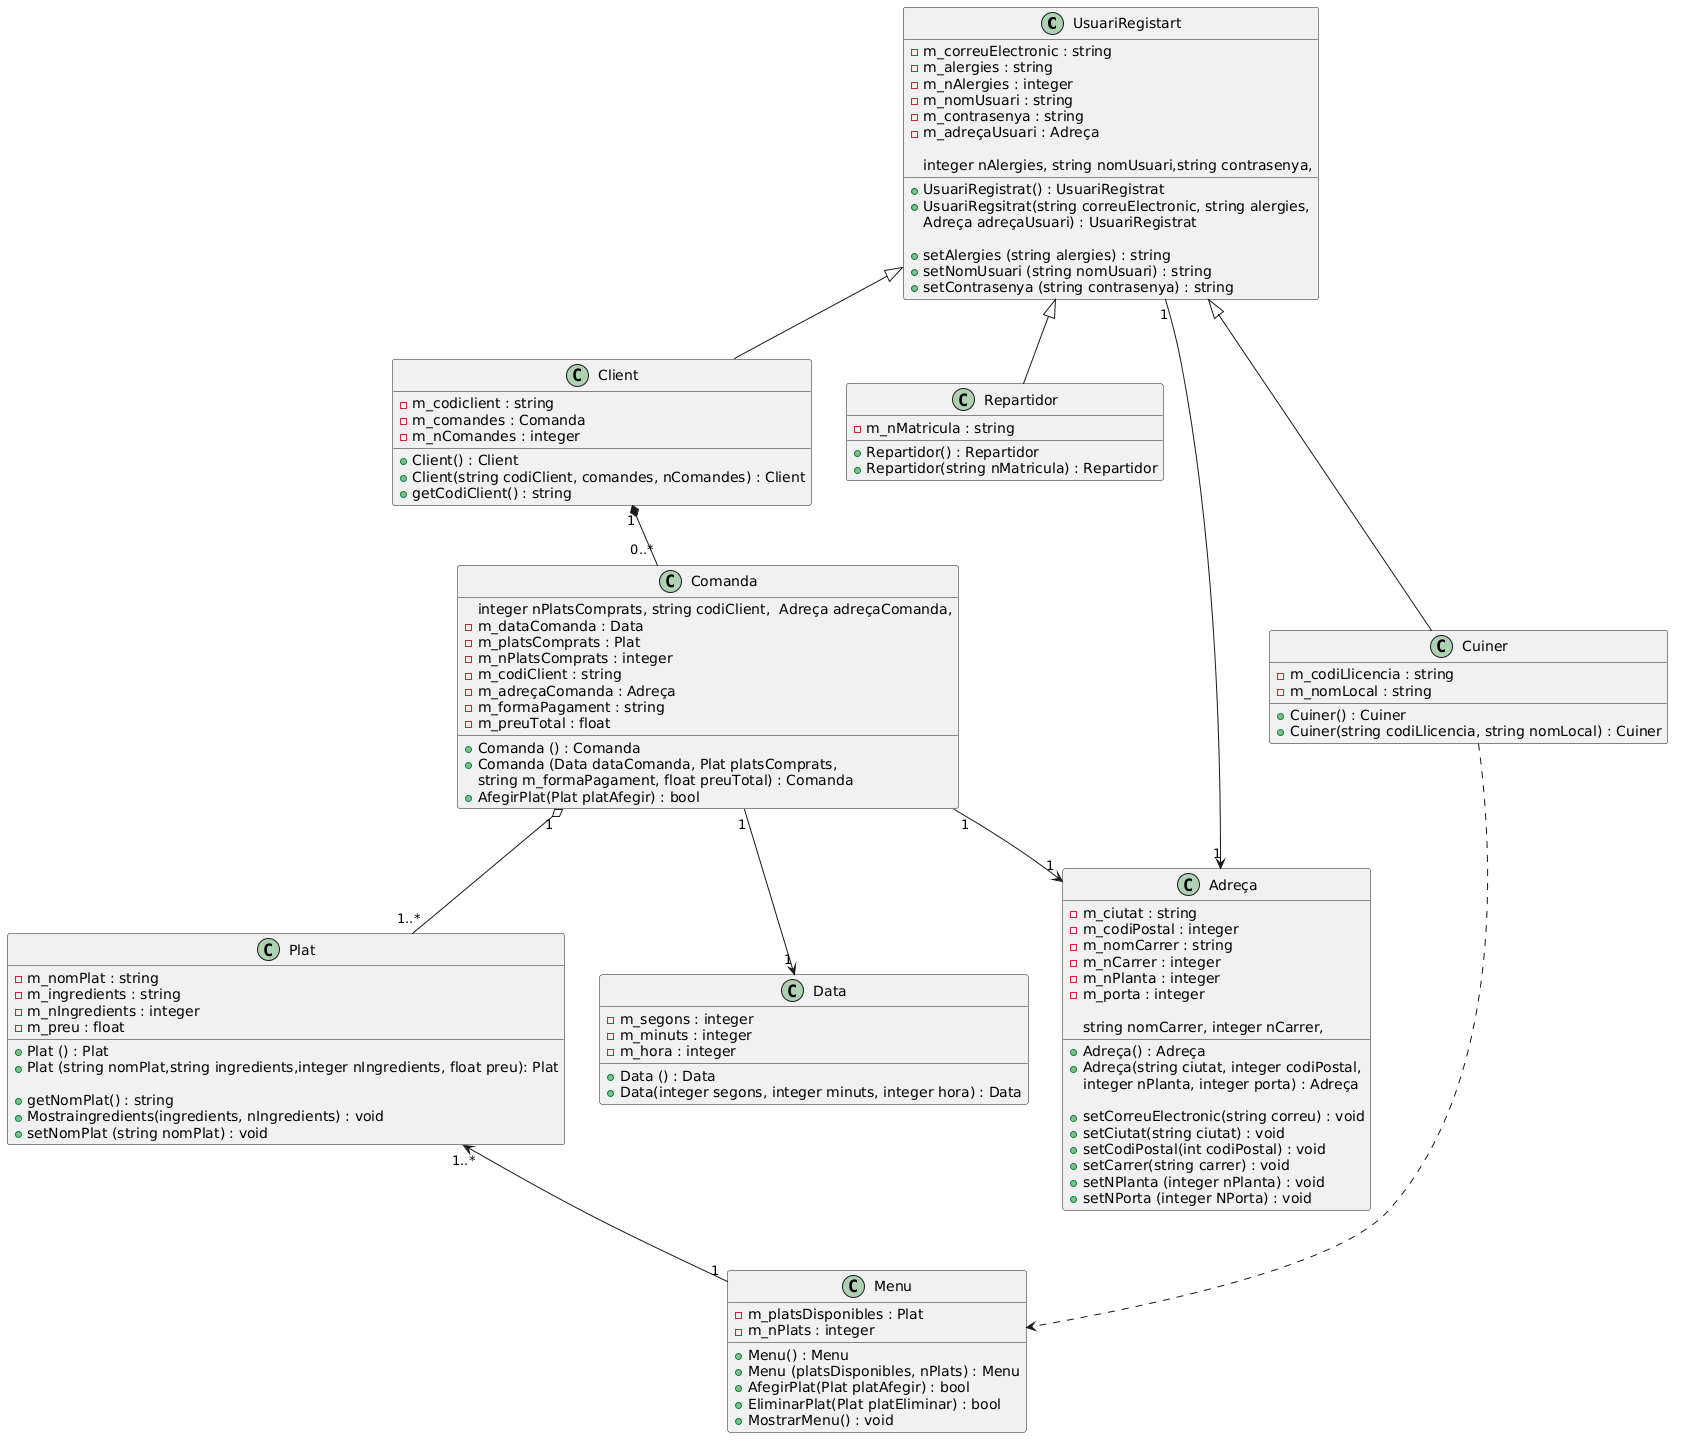 C UsuariRegistart
m_correuElectronic : string
m_alergies : string
m_nAlergies : integer
m_nomUsuari : string
m_contrasenya : string
m_adreçaUsuari : Adreça
integer nAlergies, string nomUsuari,string contrasenya,
UsuariRegistrat() : UsuariRegistrat
UsuariRegsitrat(string correuElectronic, string alergies,
Adreça adreçaUsuari) : UsuariRegistrat
setAlergies (string alergies) : string
setNomUsuari (string nomUsuari) : string
setContrasenya (string contrasenya) : string
1
C Client
m_codiclient : string
m_comandes : Comanda
m_nComandes : integer
Client() : Client
Client(string codiClient, comandes, nComandes) : Client
getCodiClient() : string
C Repartidor
m_nMatricula : string
Repartidor() : Repartidor
Repartidor(string nMatricula) : Repartidor
1
0..*
C Comanda
integer nPlatsComprats, string codiClient,  Adreça adreçaComanda,
m_dataComanda : Data
m_platsComprats : Plat
m_nPlatsComprats : integer
m_codiClient : string
m_adreçaComanda : Adreça
m_formaPagament : string
m_preuTotal : float
Comanda () : Comanda
Comanda (Data dataComanda, Plat platsComprats,
string m_formaPagament, float preuTotal) : Comanda
AfegirPlat(Plat platAfegir) : bool
C Cuiner
m_codiLlicencia : string
m_nomLocal : string
Cuiner() : Cuiner
Cuiner(string codiLlicencia, string nomLocal) : Cuiner
1
1
1
1..*
1
1
1
C Plat
m_nomPlat : string
m_ingredients : string
m_nIngredients : integer
m_preu : float
Plat () : Plat
Plat (string nomPlat,string ingredients,integer nIngredients, float preu): Plat
getNomPlat() : string
Mostraingredients(ingredients, nIngredients) : void
setNomPlat (string nomPlat) : void
C Data
m_segons : integer
m_minuts : integer
m_hora : integer
Data () : Data
Data(integer segons, integer minuts, integer hora) : Data
C Adreça
m_ciutat : string
m_codiPostal : integer
m_nomCarrer : string
m_nCarrer : integer
m_nPlanta : integer
m_porta : integer
string nomCarrer, integer nCarrer,
Adreça() : Adreça
Adreça(string ciutat, integer codiPostal,
integer nPlanta, integer porta) : Adreça
setCorreuElectronic(string correu) : void
setCiutat(string ciutat) : void
setCodiPostal(int codiPostal) : void
setCarrer(string carrer) : void
setNPlanta (integer nPlanta) : void
setNPorta (integer NPorta) : void
1..*
1
C Menu
m_platsDisponibles : Plat
m_nPlats : integer
Menu() : Menu
Menu (platsDisponibles, nPlats) : Menu
AfegirPlat(Plat platAfegir) : bool
EliminarPlat(Plat platEliminar) : bool
MostrarMenu() : void